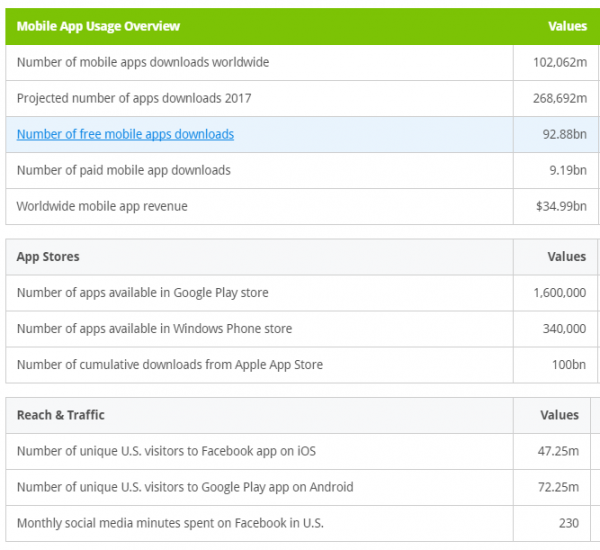 Mobile App Usage Overview Values
Number of mobile apps downloads worldwide 102,062m
Projected number of apps downloads 2017 268,692m
Number of free mobile apps downloads 92.88bn
Number of paid mobile app downloads 9.19bn
Worldwide mobile app revenue $34.99bn
App Stores Values
Number of apps available in Google Play store 1,600,000
Number of apps available in Windows Phone store 340,000
Number of cumulative downloads from Apple App Store 100bn
Reach & Traffic Values
Number of unique U.S. visitors to Facebook app on iOS 47.25m
Number of unique U.S. visitors to Google Play app on Android 72.25m
Monthly social media minutes spent on Facebook in U.S. 230